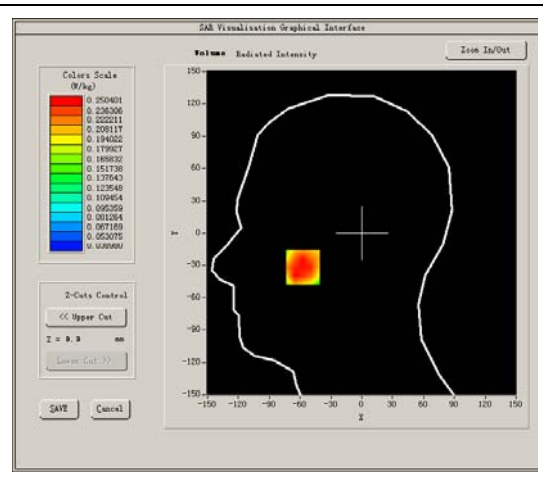 SAR Visualisation Graphical Interface
Volume Radiated Intensity
Zoom In/Out
Colors Scale
(W/kg)
0.250401
0.236306
0.222211
0.208117
0.194022
0.179927
0.165832
0.151738
0.137643
0.123548
0.109454
0.095359
0.081264
0.067169
0.053075
0.038980
Z-Cuts Control
<< Upper Cut
Z = 0.0 mm
Lower Cut >>
SAVE
Cancel
150
120
90
60
30
0
-30
-60
-90
-120
-150
Y
-150 -120 -90 -60 -30 0 30 60 90 120 150
X